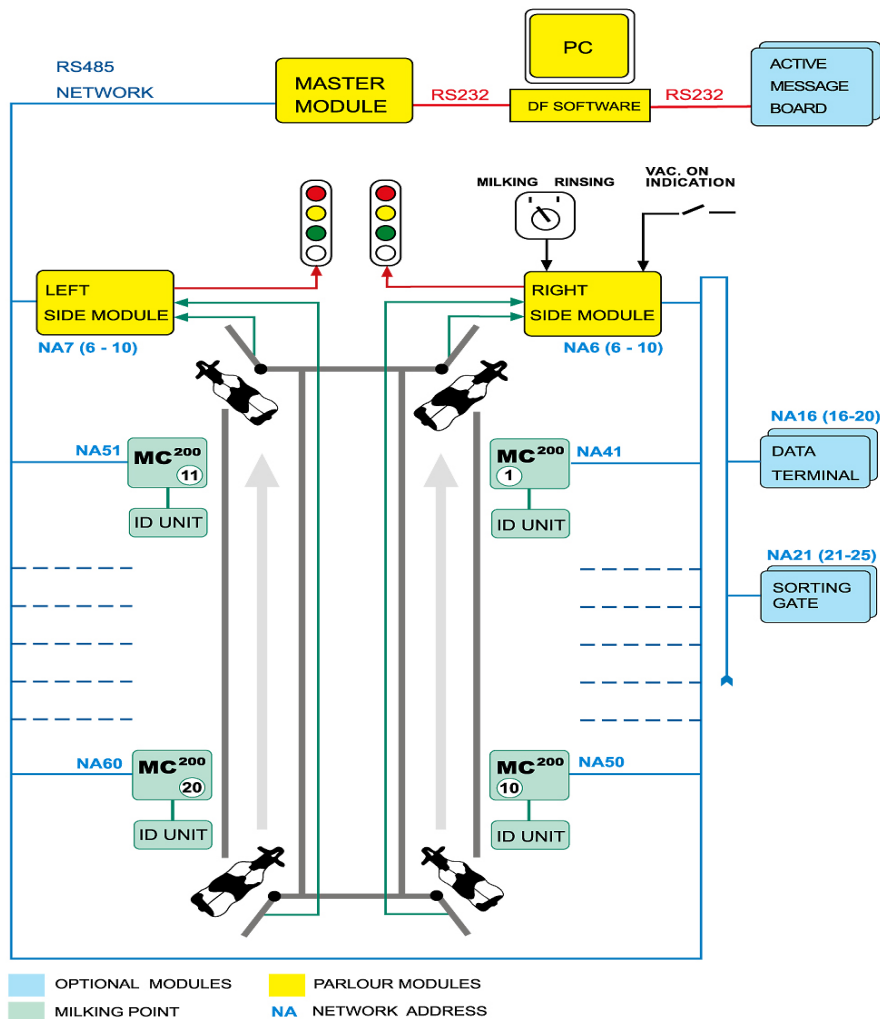 RS485
NETWORK
MASTER
MODULE
RS232
PC
DF SOFTWARE
RS232
ACTIVE
MESSAGE
BOARD
MILKING RINSING
VAC. ON
INDICATION
LEFT
SIDE MODULE
NA7 (6 - 10)
RIGHT
SIDE MODULE
NA6 (6 - 10)
NA16 (16-20)
DATA
TERMINAL
NA51
MC200
11
ID UNIT
MC200
1
NA41
ID UNIT
NA21 (21-25)
SORTING
GATE
NA60
MC200
20
ID UNIT
MC200
10
NA50
ID UNIT
OPTIONAL MODULES
PARLOUR MODULES
MILKING POINT
NA NETWORK ADDRESS